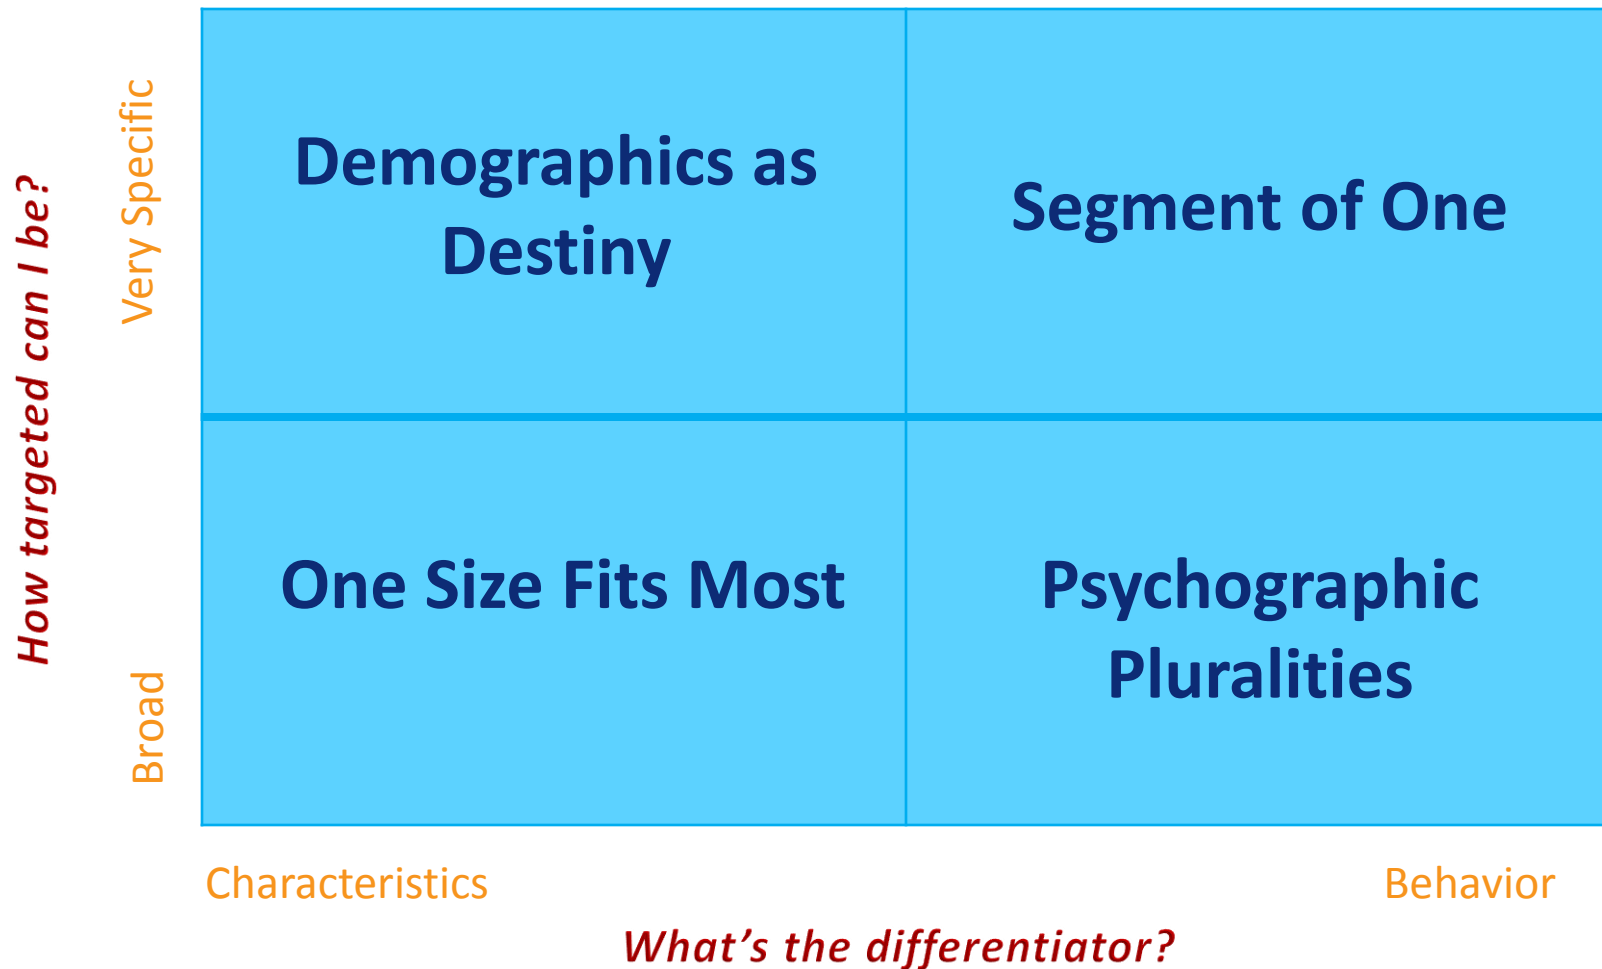 How targeted can I be?
Very Specific
Broad
Demographics as
Destiny
Segment of One
One Size Fits Most
Psychographic
Pluralities
Characteristics
Behavior
What’s the differentiator?